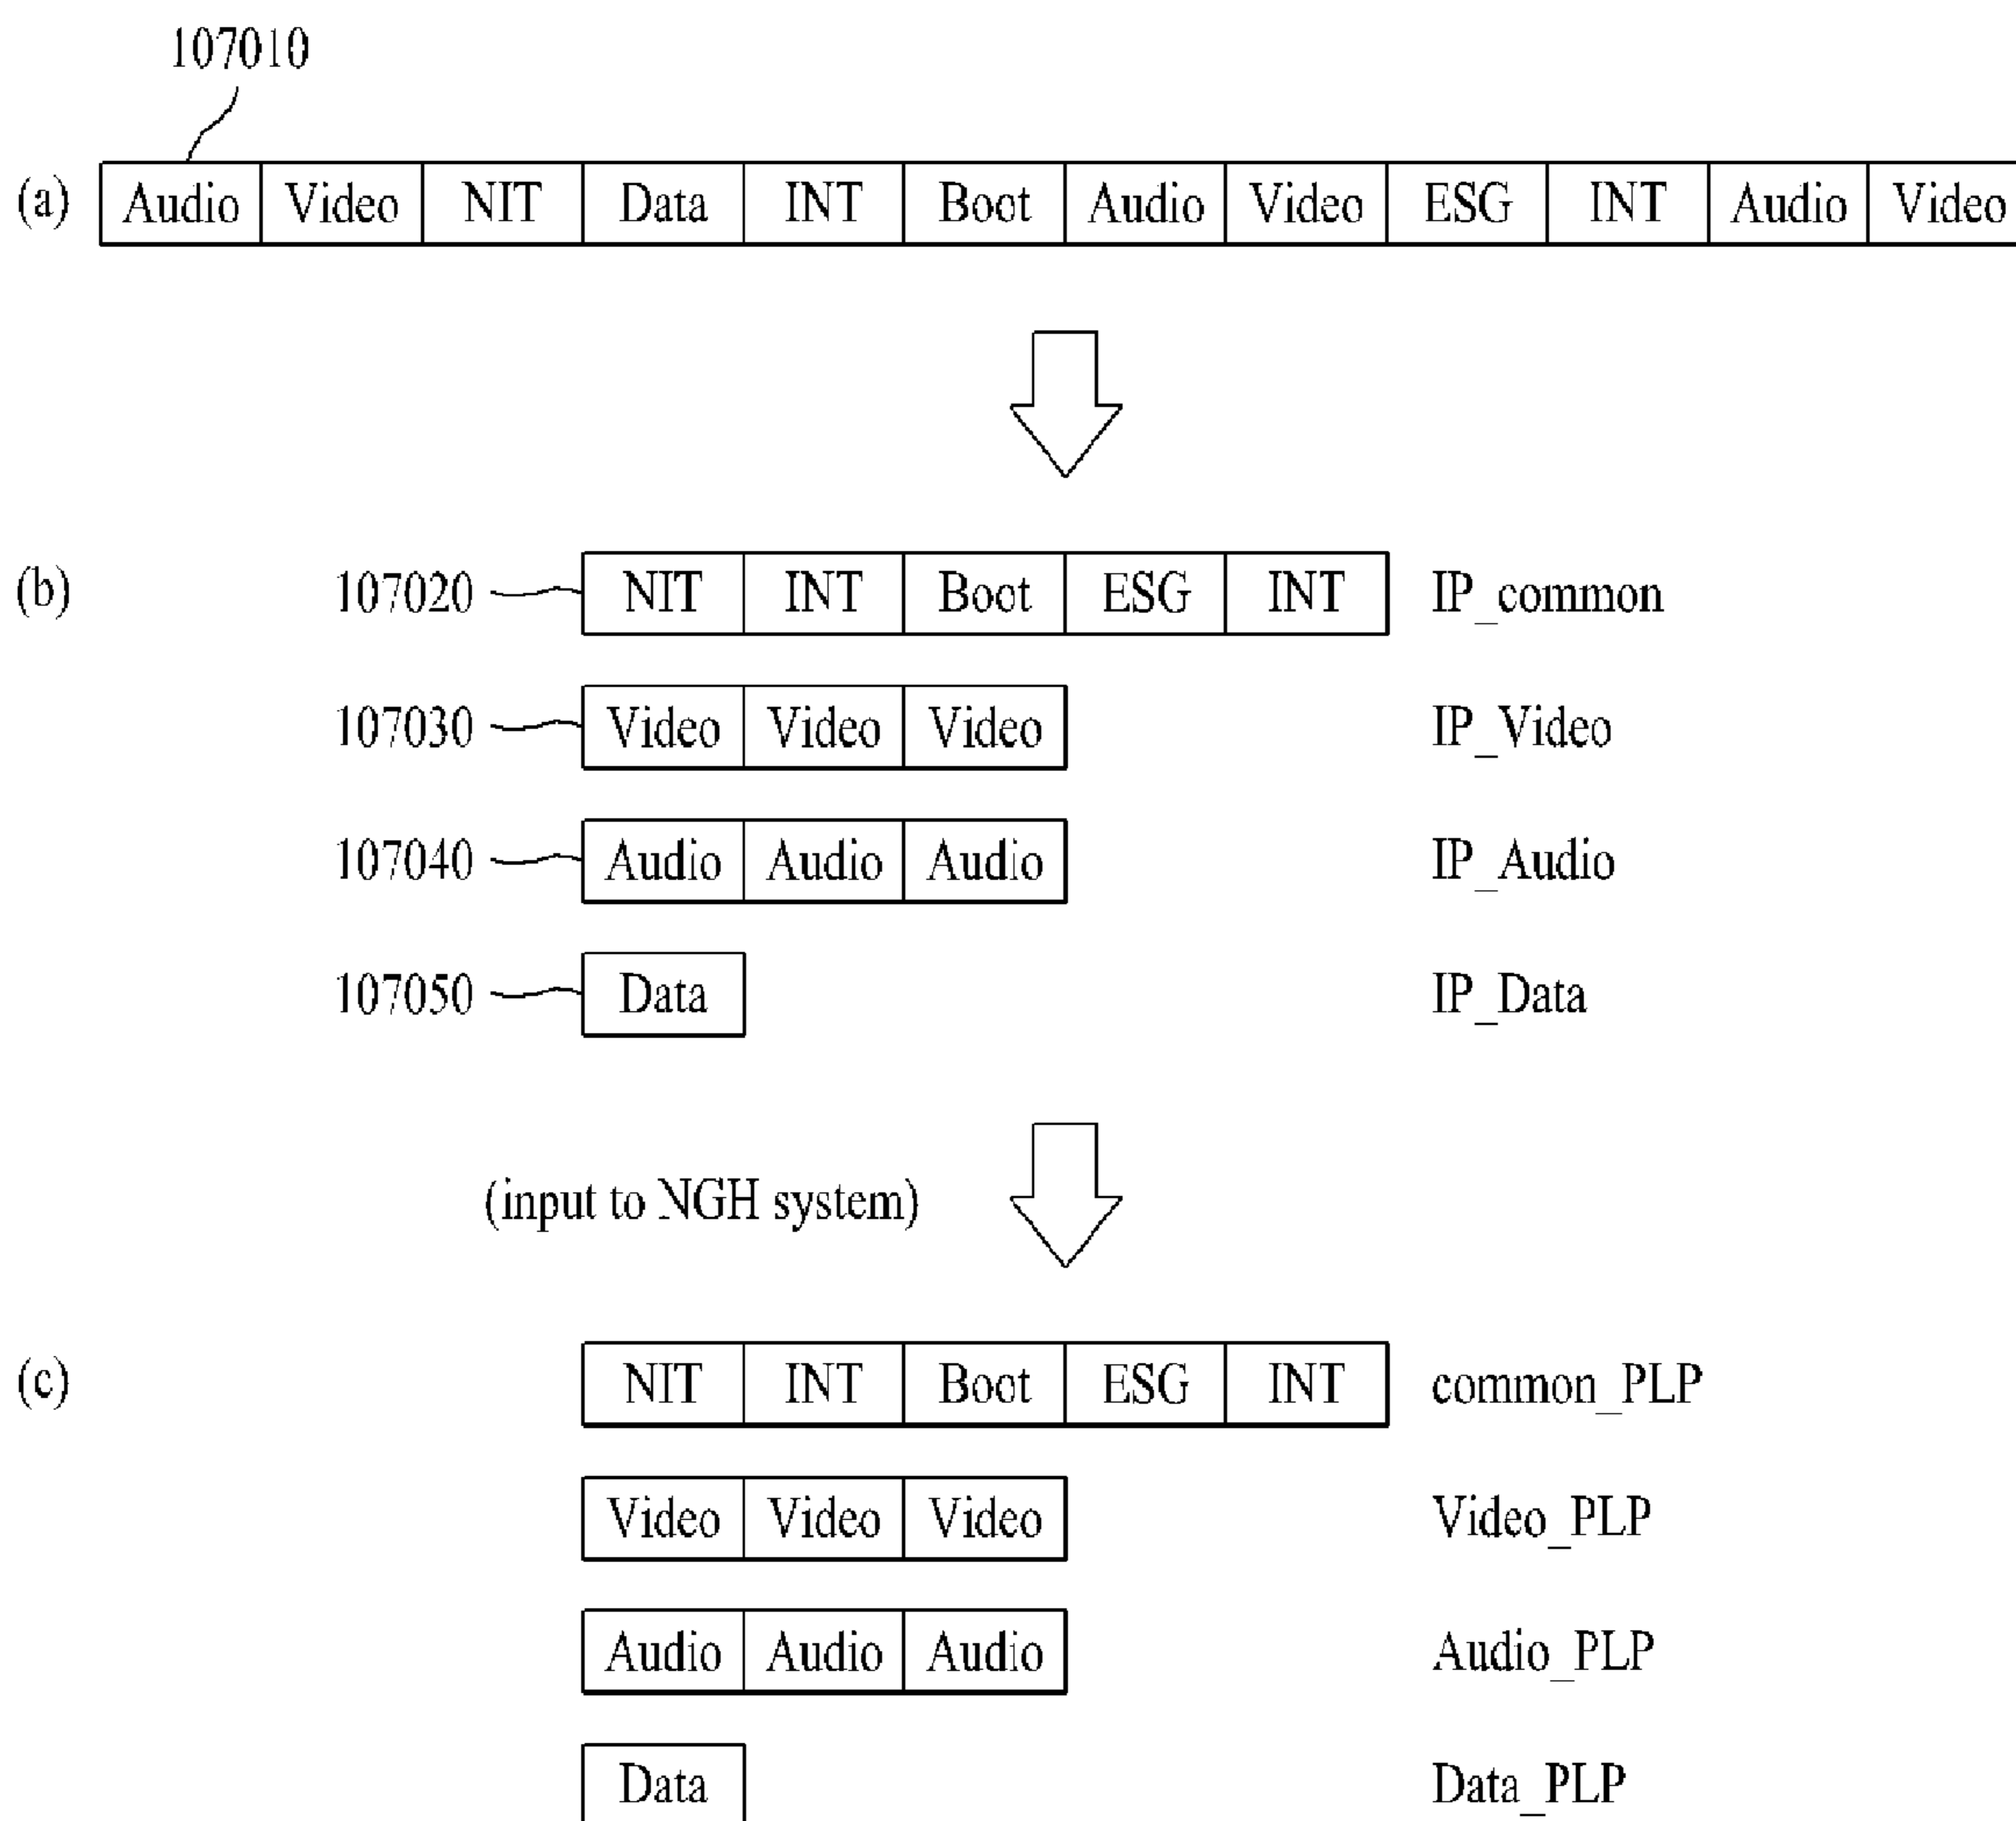 107010
(a) Audio Video NIT Data INT Boot Audio Video ESG INT Audio Video
(b) 107020 NIT INT Boot ESG INT IP_common
107030 Video Video Video IP_Video
107040 Audio Audio Audio IP_Audio
107050 Data IP_Data
(input to NGH system)
(c) NIT INT Boot ESG INT common_PLP
Video Video Video Video_PLP
Audio Audio Audio Audio_PLP
Data Data_PLP